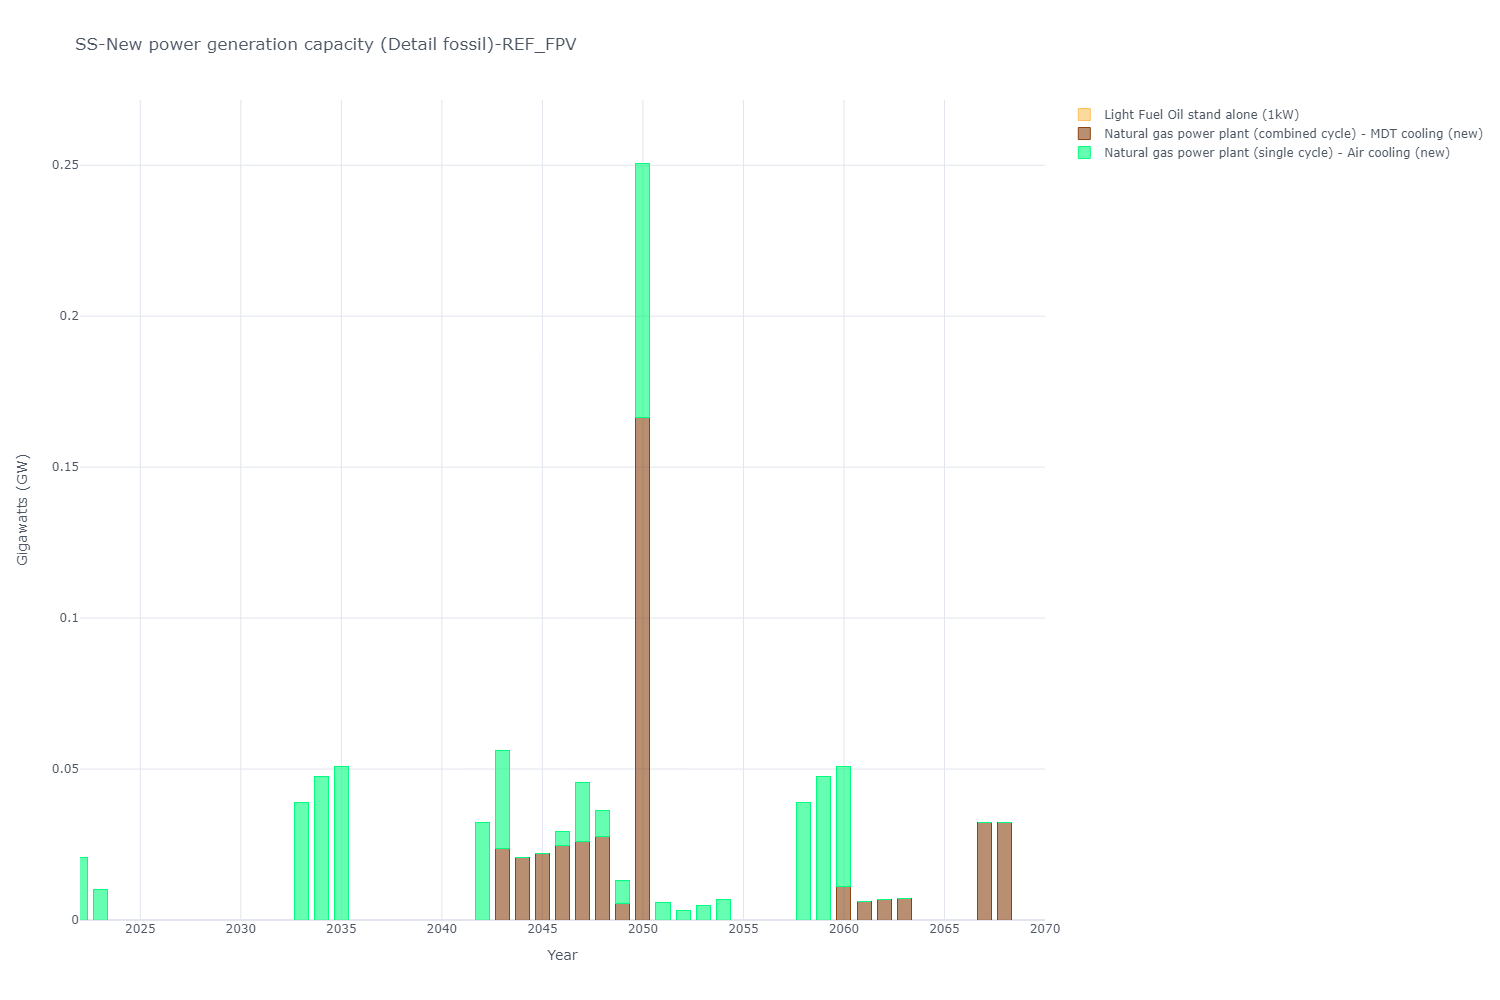 SS-New power generation capacity (Detail fossil)-REF_FPV
Light Fuel Oil stand alone (1kW)
Natural gas power plant (combined cycle) - MDT cooling (new)
Natural gas power plant (single cycle) - Air cooling (new)
0.25
0.2
0.15
0.1
0.05
0
Gigawatts (GW)
2025 2030 2035 2040 2045 2050 2055 2060 2065 2070
Year